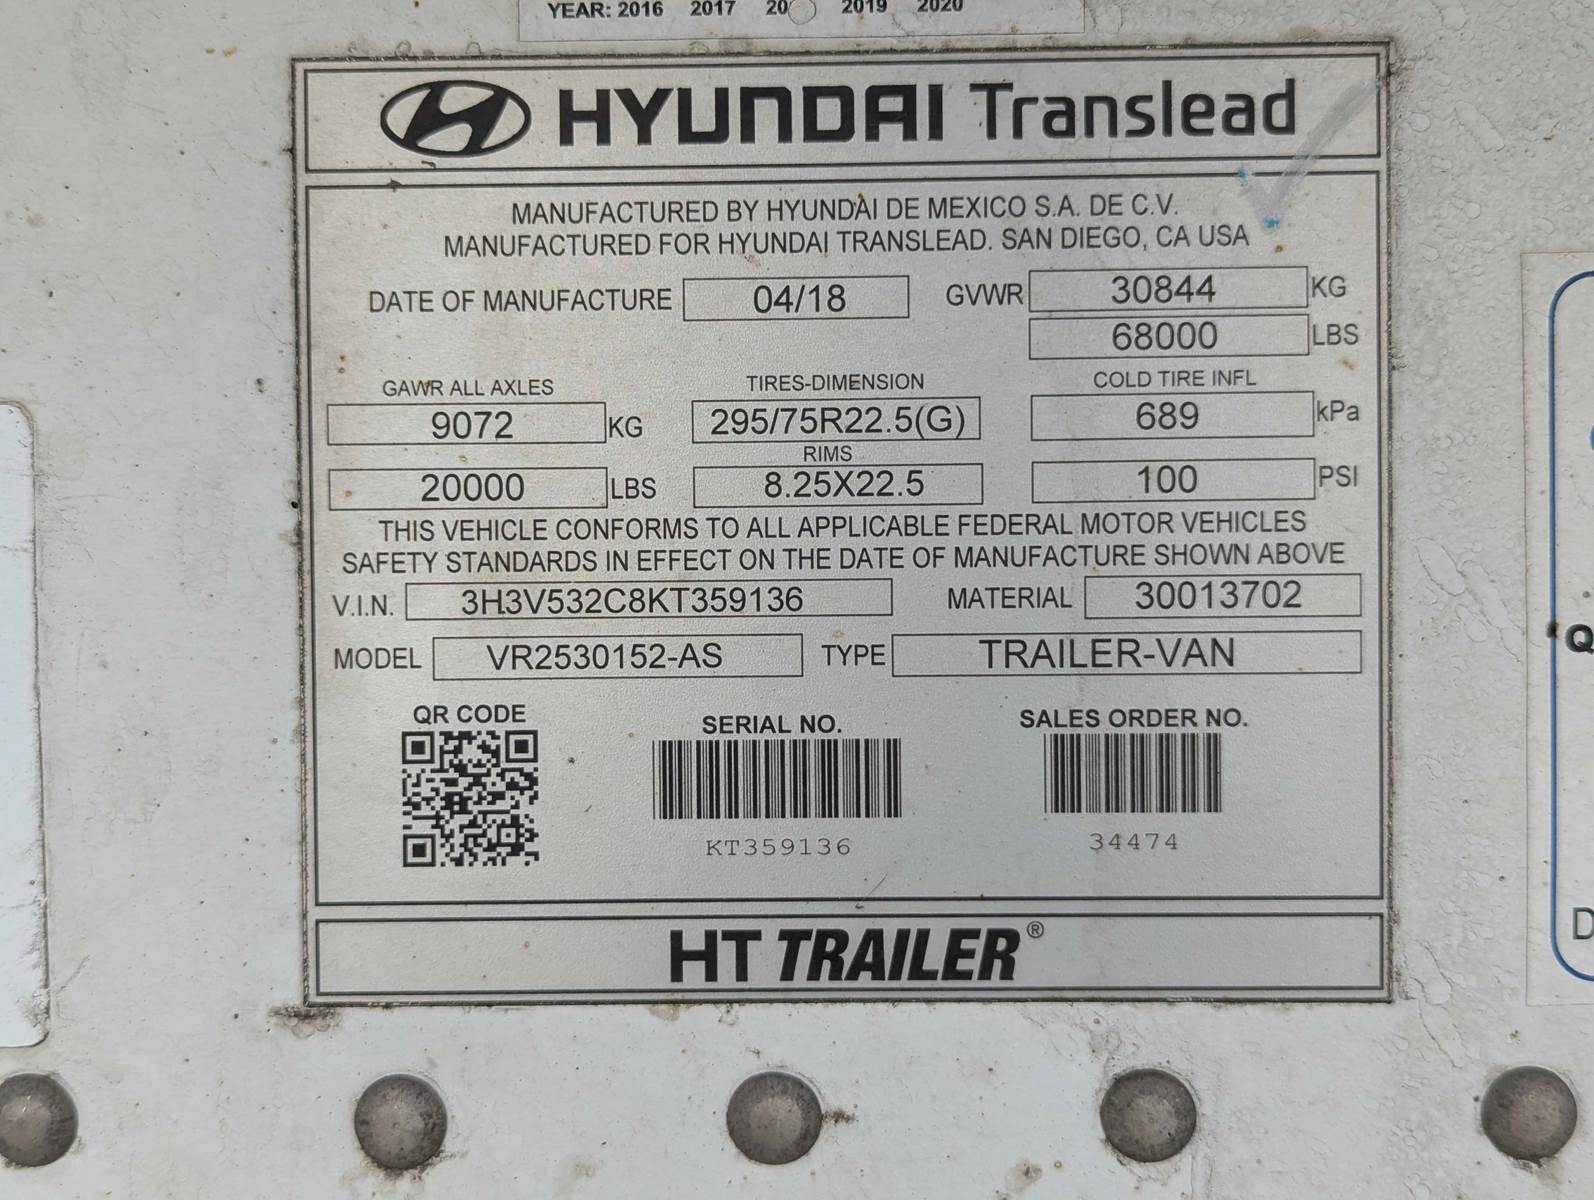 YEAR: 2016 2017 20 2019 2020
HYUNDAI Translead
MANUFACTURED BY HYUNDAI DE MEXICO S.A. DE C.V.
MANUFACTURED FOR HYUNDAI TRANSLEAD. SAN DIEGO, CA USA
DATE OF MANUFACTURE 04/18 GVWR 30844 KG
68000 LBS
GAWR ALL AXLES TIRES-DIMENSION COLD TIRE INFL
9072 KG 295/75R22.5(G) 689 kPa
RIMS
20000 LBS 8.25X22.5 100 PSI
THIS VEHICLE CONFORMS TO ALL APPLICABLE FEDERAL MOTOR VEHICLES
SAFETY STANDARDS IN EFFECT ON THE DATE OF MANUFACTURE SHOWN ABOVE
V.I.N. 3H3V532C8KT359136 MATERIAL 30013702
MODEL VR2530152-AS TYPE TRAILER-VAN
QR CODE SERIAL NO. SALES ORDER NO.
KT359136 34474
HT TRAILER®
Q
D